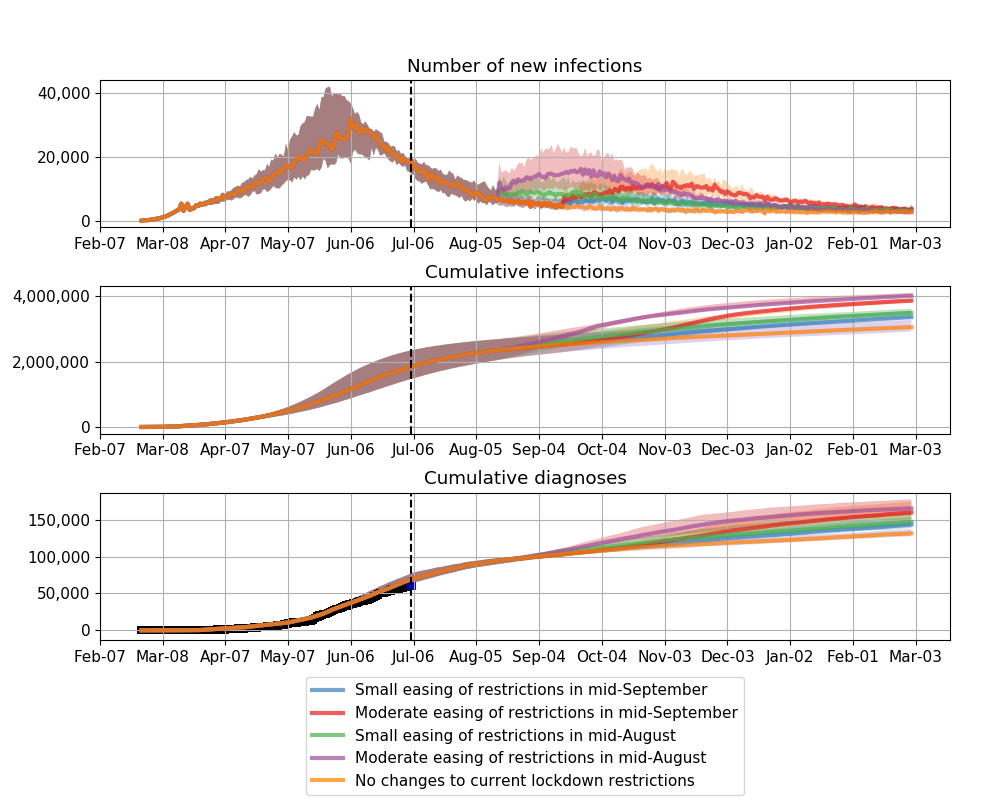 Number of new infections
40,000
20,000
0
Feb-07 Mar-08 Apr-07 May-07 Jun-06 Jul-06 Aug-05 Sep-04 Oct-04 Nov-03 Dec-03 Jan-02 Feb-01 Mar-03
Cumulative infections
4,000,000
2,000,000
0
Feb-07 Mar-08 Apr-07 May-07 Jun-06 Jul-06 Aug-05 Sep-04 Oct-04 Nov-03 Dec-03 Jan-02 Feb-01 Mar-03
Cumulative diagnoses
150,000
100,000
50,000
0
Feb-07 Mar-08 Apr-07 May-07 Jun-06 Jul-06 Aug-05 Sep-04 Oct-04 Nov-03 Dec-03 Jan-02 Feb-01 Mar-03
Small easing of restrictions in mid-September
Moderate easing of restrictions in mid-September
Small easing of restrictions in mid-August
Moderate easing of restrictions in mid-August
No changes to current lockdown restrictions